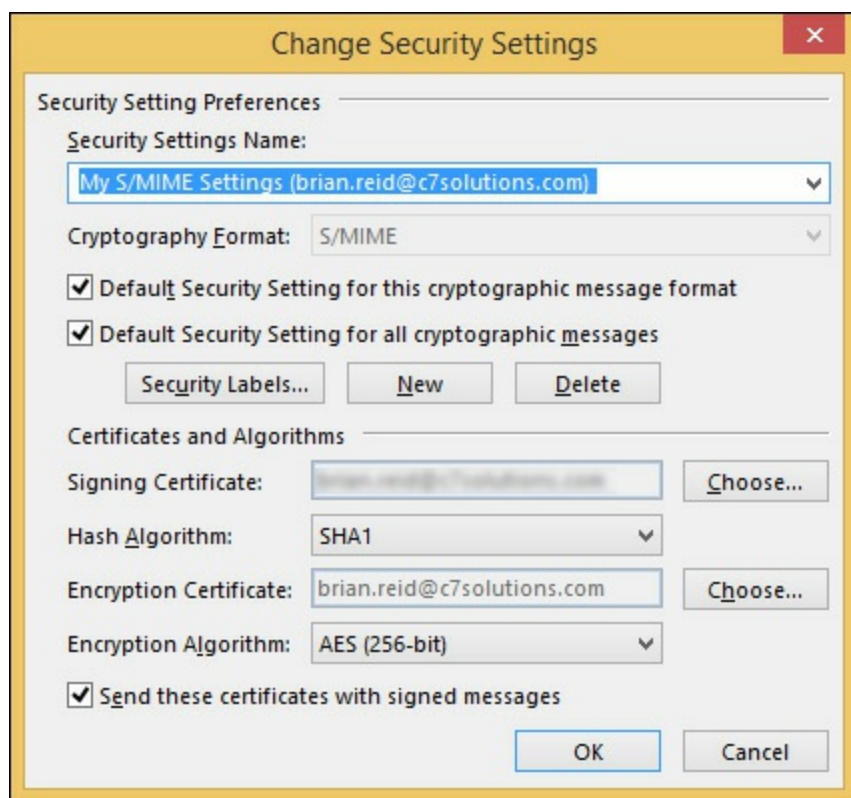 Change Security Settings
Security Setting Preferences
Security Settings Name:
My S/MIME Settings (brian.reid@c7solutions.com)
Cryptography Format: S/MIME
Default Security Setting for this cryptographic message format
Default Security Setting for all cryptographic messages
Security Labels... New Delete
Certificates and Algorithms
Signing Certificate: Choose...
Hash Algorithm: SHA1
Encryption Certificate: brian.reid@c7solutions.com Choose...
Encryption Algorithm: AES (256-bit)
Send these certificates with signed messages
OK Cancel